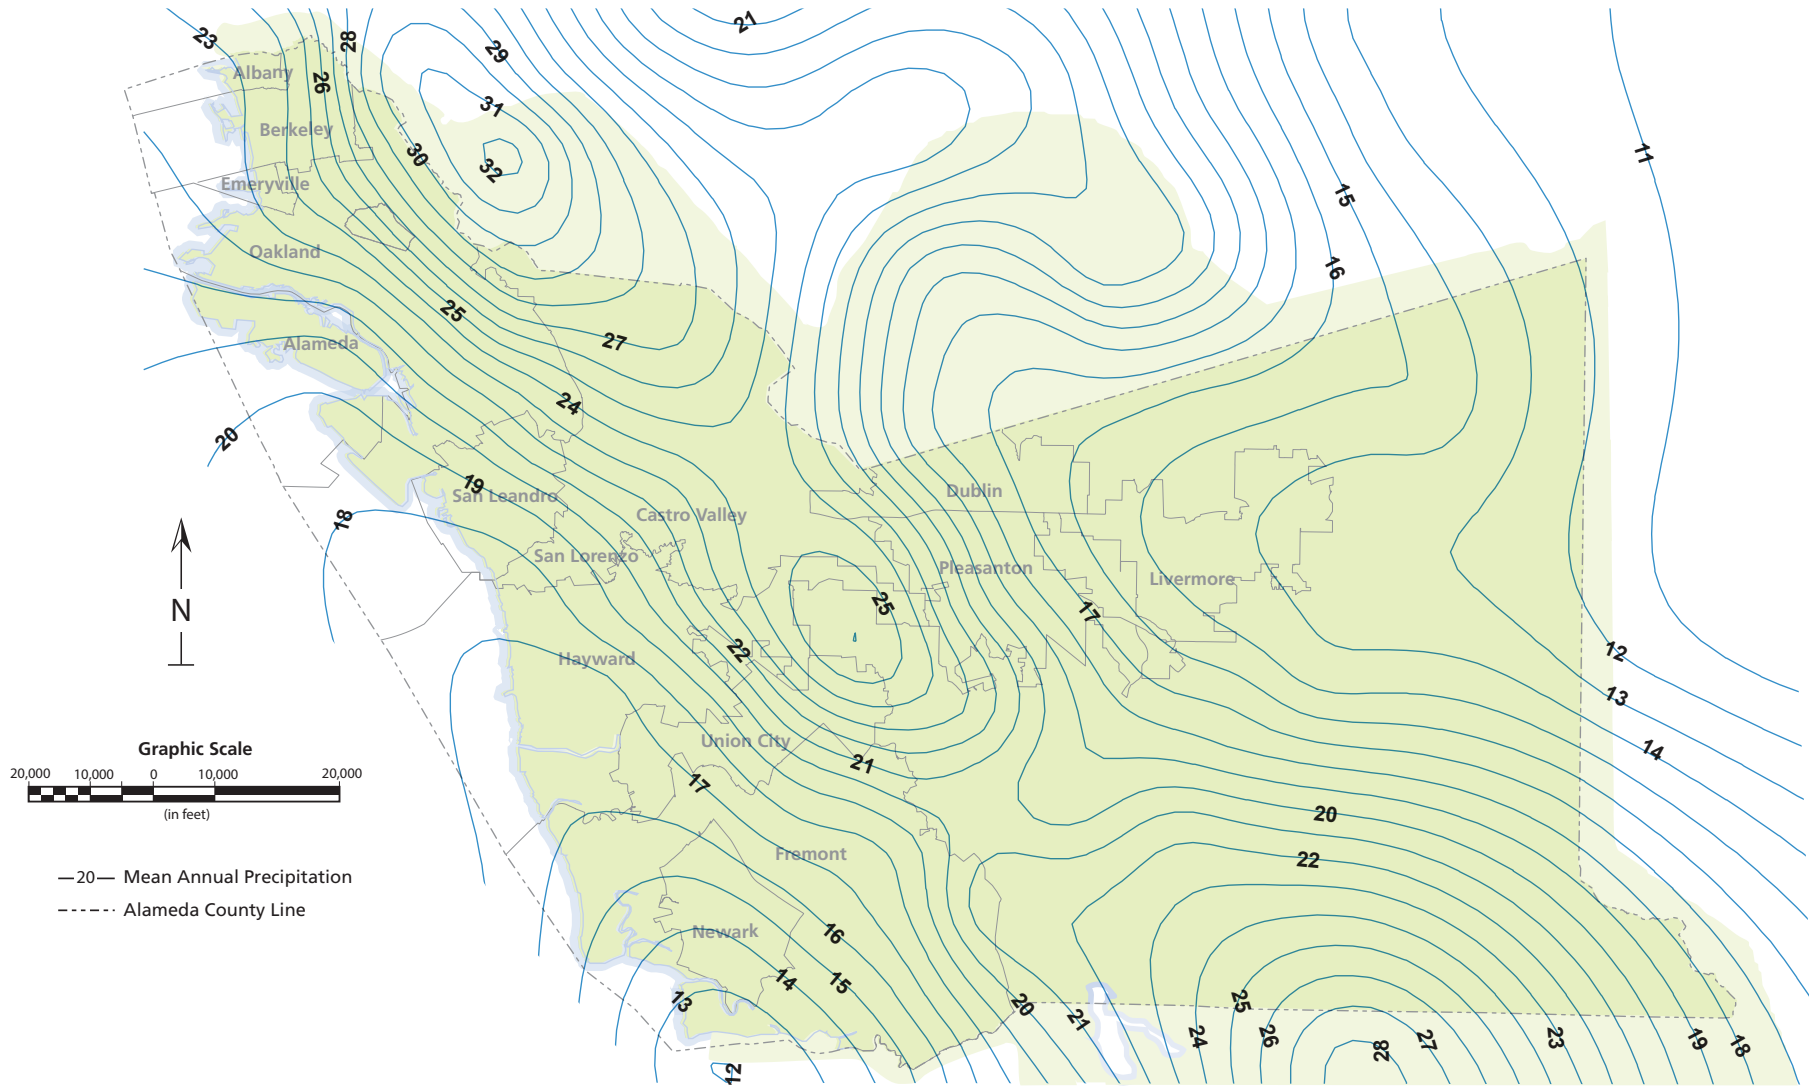 21
23
28
29
Albany
26
31
Berkeley
30
11
32
Emeryville
15
Oakland
16
25
Alameda
27
24
20
19
San Leandro
Dublin
18
Castro Valley
San Lorenzo
Pleasanton
Livermore
25
17
N
22
Hayward
12
13
Union City
14
Graphic Scale
21
20,000 10,000 0 10,000 20,000
17
(in feet)
20
Fremont
22
20 Mean Annual Precipitation
Alameda County Line
Newark
16
14
15
13
20
25
21
24
26
27
23
19
18
28
12